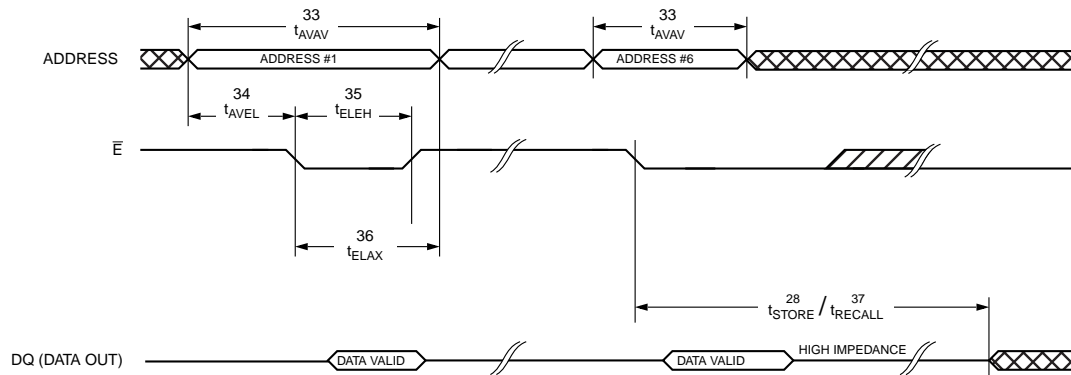 33 33
tAVAV tAVAV
ADDRESS ADDRESS #1 ADDRESS #6
34 35
tAVEL tELEH
E̅
36
tELAX
28 37
tSTORE / tRECALL
DQ (DATA OUT) DATA VALID DATA VALID HIGH IMPEDANCE